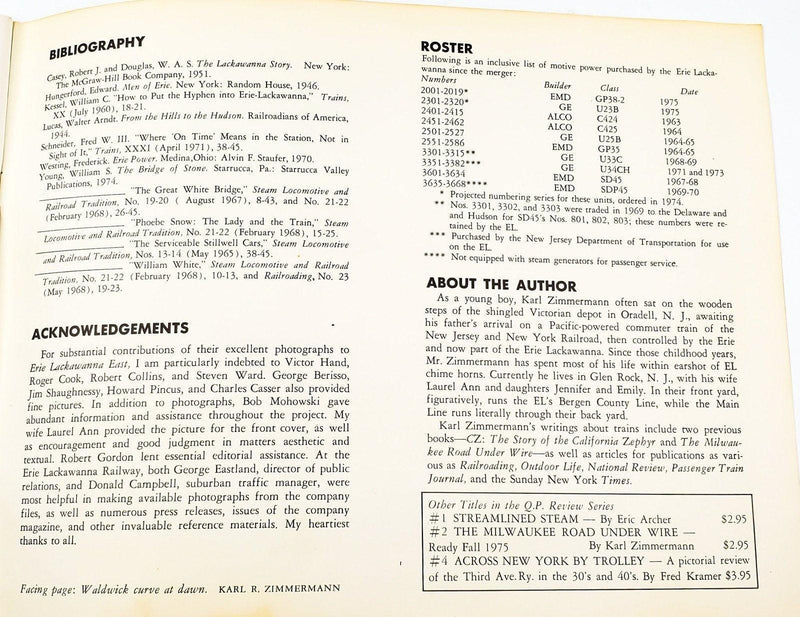 BIBLIOGRAPHY
Casey, Robert J. and Douglas, W. A. S. The Lackawanna Story. New York:
The McGraw-Hill Book Company, 1951.
Hungerford, Edward. Men of Erie. New York: Random House, 1946.
Kessel, William C. "How to Put the Hyphen into Erie-Lackawanna," Trains,
XX (July 1960), 18-21.
Lucas, Walter Arndt. From the Hills to the Hudson. Railroadians of America,
1944.
Schneider, Fred W. III. "Where 'On Time' Means in the Station, Not in
Sight of It," Trains, XXXI (April 1971), 38-45.
Westing, Frederick. Erie Power. Medina,Ohio: Alvin F. Staufer, 1970.
Young, William S. The Bridge of Stone. Starrucca, Pa.: Starrucca Valley
Publications, 1974.
"The Great White Bridge," Steam Locomotive and
Railroad Tradition, No. 19-20 ( August 1967), 8-43, and No. 21-22
(February 1968), 26-45.
"Phoebe Snow: The Lady and the Train," Steam
Locomotive and Railroad Tradition, No. 21-22 (February 1968), 15-25.
"The Serviceable Stillwell Cars," Steam Locomotive
and Railroad Tradition, Nos. 13-14 (May 1965), 38-45.
"William White," Steam Locomotive and Railroad
Tradition, No. 21-22 (February 1968), 10-13, and Railroading, No. 23
(May 1968), 19-23.
ACKNOWLEDGEMENTS
For substantial contributions of their excellent photographs to
Erie Lackawanna East, I am particularly indebted to Victor Hand,
Roger Cook, Robert Collins, and Steven Ward. George Berisso,
Jim Shaughnessy, Howard Pincus, and Charles Casser also provided
fine pictures. In addition to photographs, Bob Mohowski gave
abundant information and assistance throughout the project. My
wife Laurel Ann provided the picture for the front cover, as well
as encouragement and good judgment in matters aesthetic and
textual. Robert Gordon lent essential editorial assistance. At the
Erie Lackawanna Railway, both George Eastland, director of public
relations, and Donald Campbell, suburban traffic manager, were
most helpful in making available photographs from the company
files, as well as numerous press releases, issues of the company
magazine, and other invaluable reference materials. My heartiest
thanks to all.
Facing page: Waldwick curve at dawn. KARL R. ZIMMERMANN
ROSTER
Following is an inclusive list of motive power purchased by the Erie Lacka-
wanna since the merger:
Numbers Builder Class Date
2001-2019* EMD GP38-2 1975
2301-2320* GE U23B 1975
2401-2415 ALCO C424 1963
2451-2462 ALCO C425 1964
2501-2527 GE U25B 1964-65
2551-2586 EMD GP35 1964-65
3301-3315** GE U33C 1968-69
3351-3382*** GE U34CH 1971 and 1973
3601-3634 EMD SD45 1967-68
3635-3668**** EMD SDP45 1969-70
* Projected numbering series for these units, ordered in 1974.
** Nos. 3301, 3302, and 3303 were traded in 1969 to the Delaware and
and Hudson for SD45's Nos. 801, 802, 803; these numbers were re-
tained by the EL.
*** Purchased by the New Jersey Department of Transportation for use
on the EL.
**** Not equipped with steam generators for passenger service.
ABOUT THE AUTHOR
As a young boy, Karl Zimmermann often sat on the wooden
steps of the shingled Victorian depot in Oradell, N. J., awaiting
his father's arrival on a Pacific-powered commuter train of the
New Jersey and New York Railroad, then controlled by the Erie
and now part of the Erie Lackawanna. Since those childhood years,
Mr. Zimmermann has spent most of his life within earshot of EL
chime horns. Currently he lives in Glen Rock, N. J., with his wife
Laurel Ann and daughters Jennifer and Emily. In their front yard,
figuratively, runs the EL's Bergen County Line, while the Main
Line runs literally through their back yard.
Karl Zimmermann's writings about trains include two previous
books—CZ: The Story of the California Zephyr and The Milwau-
kee Road Under Wire—as well as articles for publications as vari-
ous as Railroading, Outdoor Life, National Review, Passenger Train
Journal, and the Sunday New York Times.
Other Titles in the Q.P. Review Series
#1 STREAMLINED STEAM — By Eric Archer $2.95
#2 THE MILWAUKEE ROAD UNDER WIRE —
Ready Fall 1975 By Karl Zimmermann $2.95
#4 ACROSS NEW YORK BY TROLLEY — A pictorial review
of the Third Ave.Ry. in the 30's and 40's. By Fred Kramer $3.95